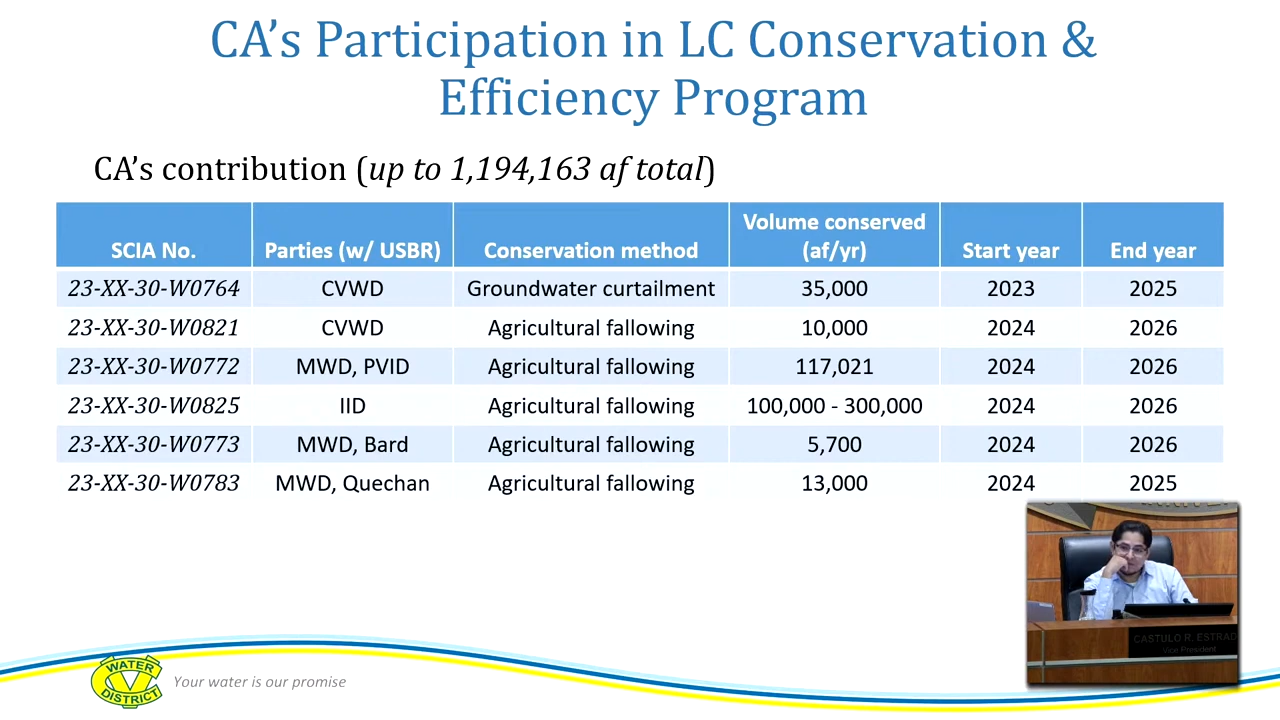 CA’s Participation in LC Conservation &
Efficiency Program
CA’s contribution (up to 1,194,163 af total)
SCIA No. Parties (w/ USBR) Conservation method Volume conserved (af/yr) Start year End year
23-XX-30-W0764 CVWD Groundwater curtailment 35,000 2023 2025
23-XX-30-W0821 CVWD Agricultural fallowing 10,000 2024 2026
23-XX-30-W0772 MWD, PVID Agricultural fallowing 117,021 2024 2026
23-XX-30-W0825 IID Agricultural fallowing 100,000 - 300,000 2024 2026
23-XX-30-W0773 MWD, Bard Agricultural fallowing 5,700 2024 2026
23-XX-30-W0783 MWD, Quechan Agricultural fallowing 13,000 2024 2025
CASTULO R. ESTRAD
Vice President
WATER
DISTRICT
Your water is our promise